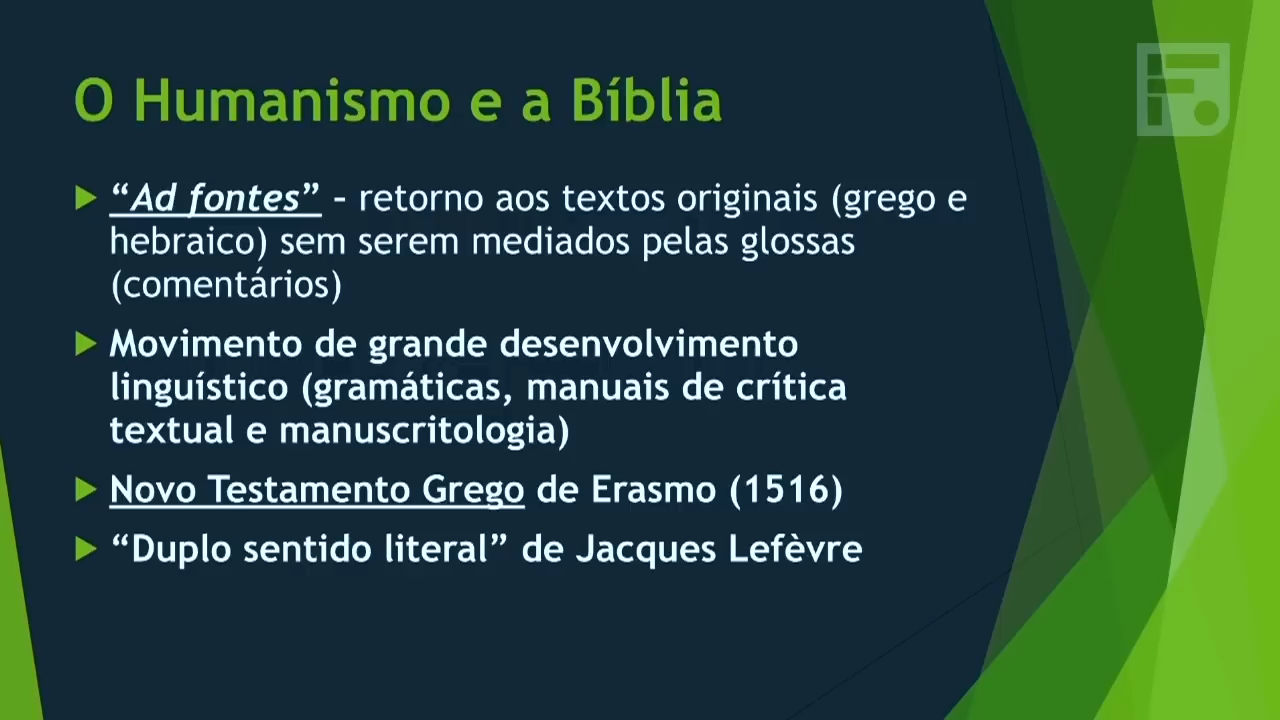 O Humanismo e a Bíblia
“Ad fontes” – retorno aos textos originais (grego e
hebraico) sem serem mediados pelas glossas
(comentários)
Movimento de grande desenvolvimento
linguístico (gramáticas, manuais de crítica
textual e manuscritologia)
Novo Testamento Grego de Erasmo (1516)
“Duplo sentido literal” de Jacques Lefèvre